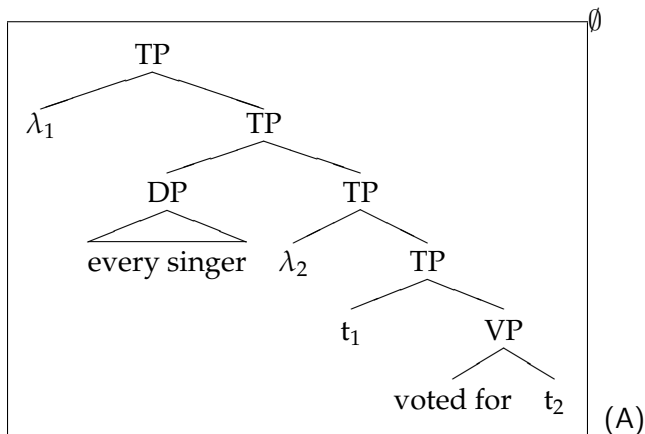 ∅
TP
λ₁ TP
DP TP
every singer λ₂ TP
t₁ VP
voted for t₂
(A)